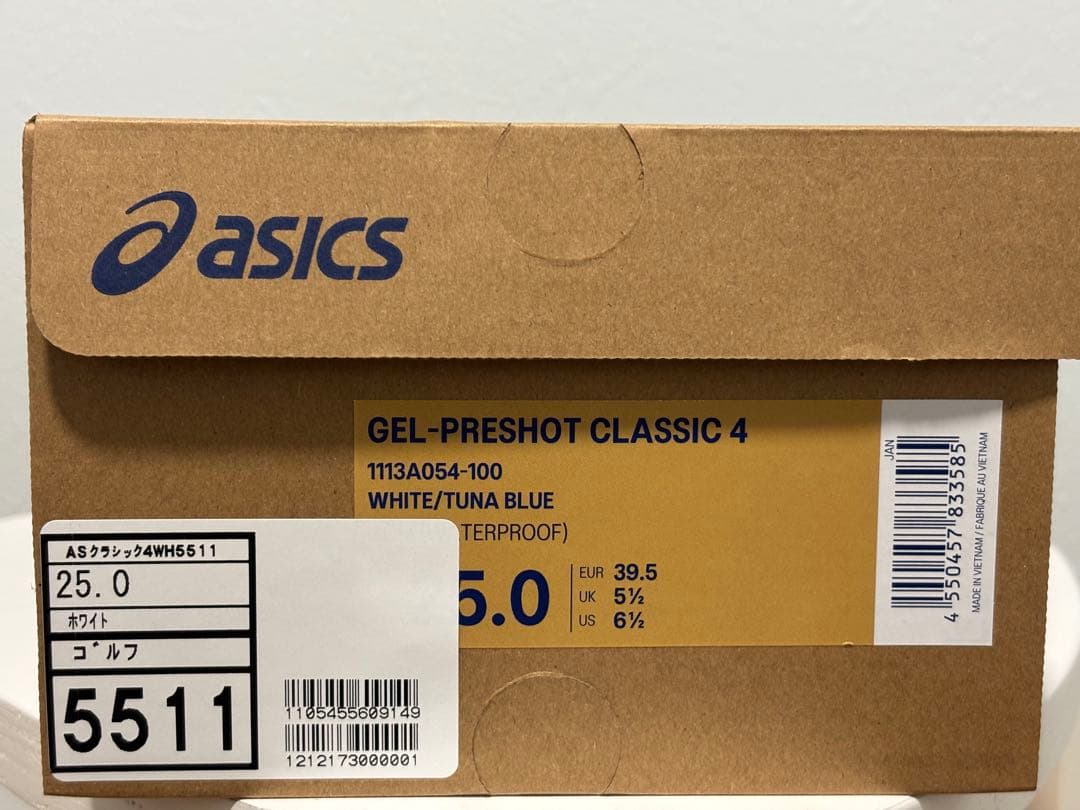 asics
GEL-PRESHOT CLASSIC 4
1113A054-100
WHITE/TUNA BLUE
TERPROOF)
5.0
EUR 39.5
UK 5½
US 6½
JAN
4 550457 833585
MADE IN VIETNAM / FABRIQUE AU VIETNAM
ASクラシック4WH5511
25.0
ホワイト
ゴルフ
5511
1105455609149
1212173000001